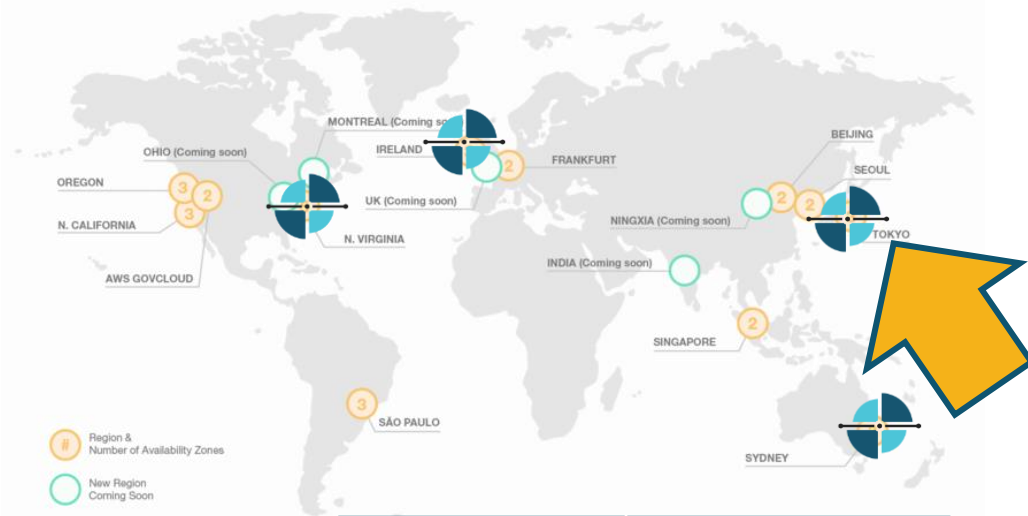 MONTREAL (Coming
BEIJING
IRELAND
OHIO (Coming soon)
FRANKFURT
SEOUL
OREGON
3
2
2
2
2
UK (Coming soon)
3
NINGXIA (Coming soon)
N. CALIFORNIA
N. VIRGINIA
TOKYO
INDIA (Coming soon)
AWS GOVCLOUD
2
SINGAPORE
3
SÃO PAULO
# Region &
Number of Availability Zones
SYDNEY
New Region
Coming Soon